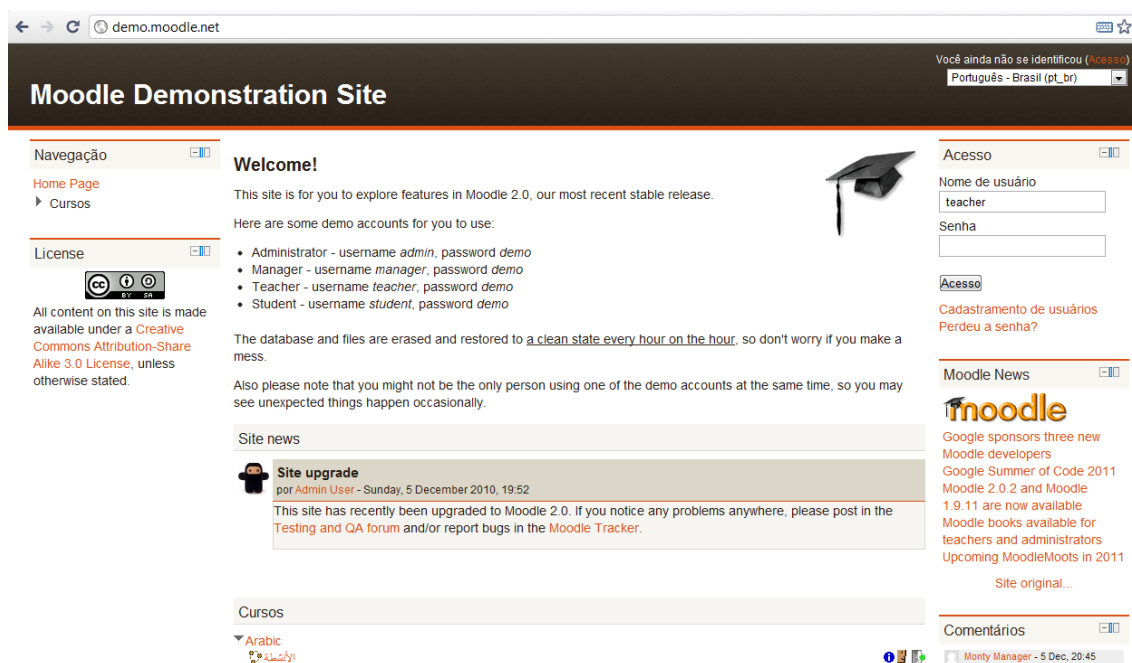 demo.moodle.net
Você ainda não se identificou (Acesso)
Português - Brasil (pt_br)
Moodle Demonstration Site
Navegação
Home Page
Cursos
License
CC BY SA
All content on this site is made
available under a Creative
Commons Attribution-Share
Alike 3.0 License, unless
otherwise stated.
Welcome!
This site is for you to explore features in Moodle 2.0, our most recent stable release.
Here are some demo accounts for you to use:
• Administrator - username admin, password demo
• Manager - username manager, password demo
• Teacher - username teacher, password demo
• Student - username student, password demo
The database and files are erased and restored to a clean state every hour on the hour, so don't worry if you make a
mess.
Also please note that you might not be the only person using one of the demo accounts at the same time, so you may
see unexpected things happen occasionally.
Site news
Site upgrade
por Admin User - Sunday, 5 December 2010, 19:52
This site has recently been upgraded to Moodle 2.0. If you notice any problems anywhere, please post in the
Testing and QA forum and/or report bugs in the Moodle Tracker.
Cursos
Arabic
الأنشطة
Acesso
Nome de usuário
teacher
Senha
Acesso
Cadastramento de usuários
Perdeu a senha?
Moodle News
moodle
Google sponsors three new
Moodle developers
Google Summer of Code 2011
Moodle 2.0.2 and Moodle
1.9.11 are now available
Moodle books available for
teachers and administrators
Upcoming MoodleMoots in 2011
Site original...
Comentários
Monty Manager - 5 Dec, 20:45